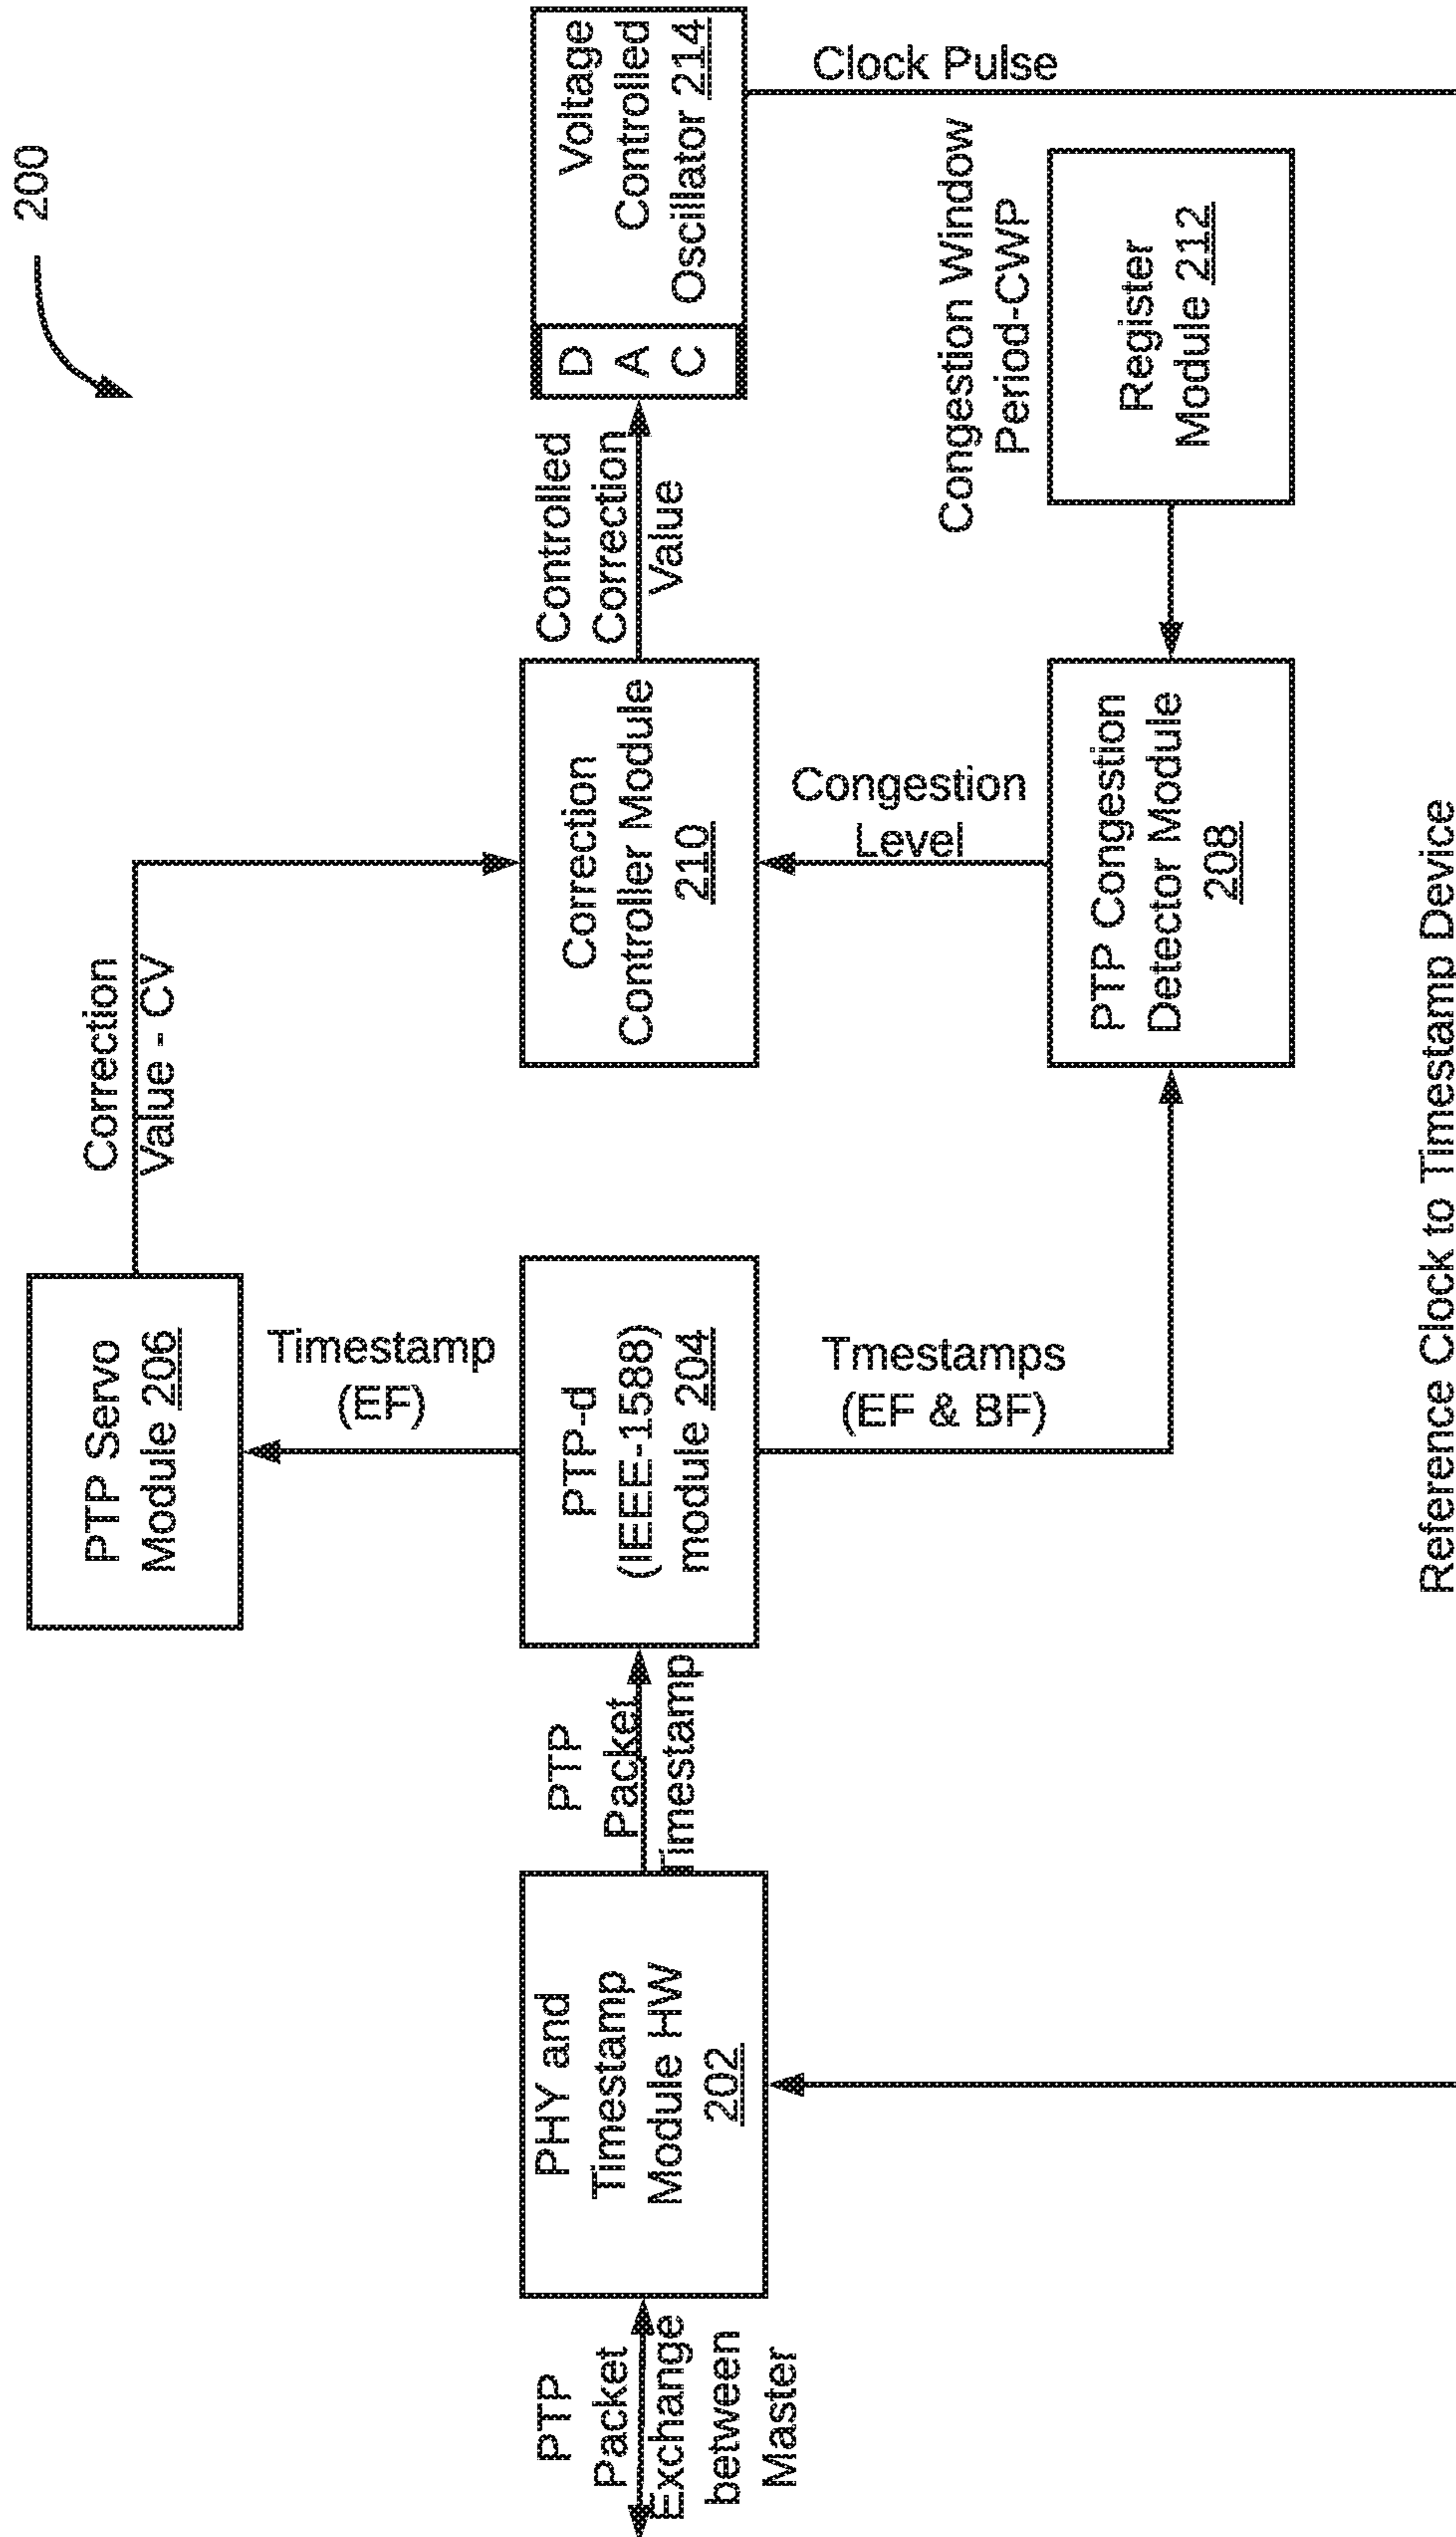 200
PTP Servo
Module 206
Correction
Value - CV
Timestamp
(EF)
PTP
Packet
Exchange
between
Master
PHY and
Timestamp
Module HW
202
PTP
Packet
Timestamp
PTP-d
(IEEE-1588)
module 204
Correction
Controller Module
210
Controlled
Correction
Value
D
A
C
Voltage
Controlled
Oscillator 214
Tmestamps
(EF & BF)
Congestion
Level
Clock Pulse
Congestion Window
Period-CWP
PTP Congestion
Detector Module
208
Register
Module 212
Reference Clock to Timestamp Device